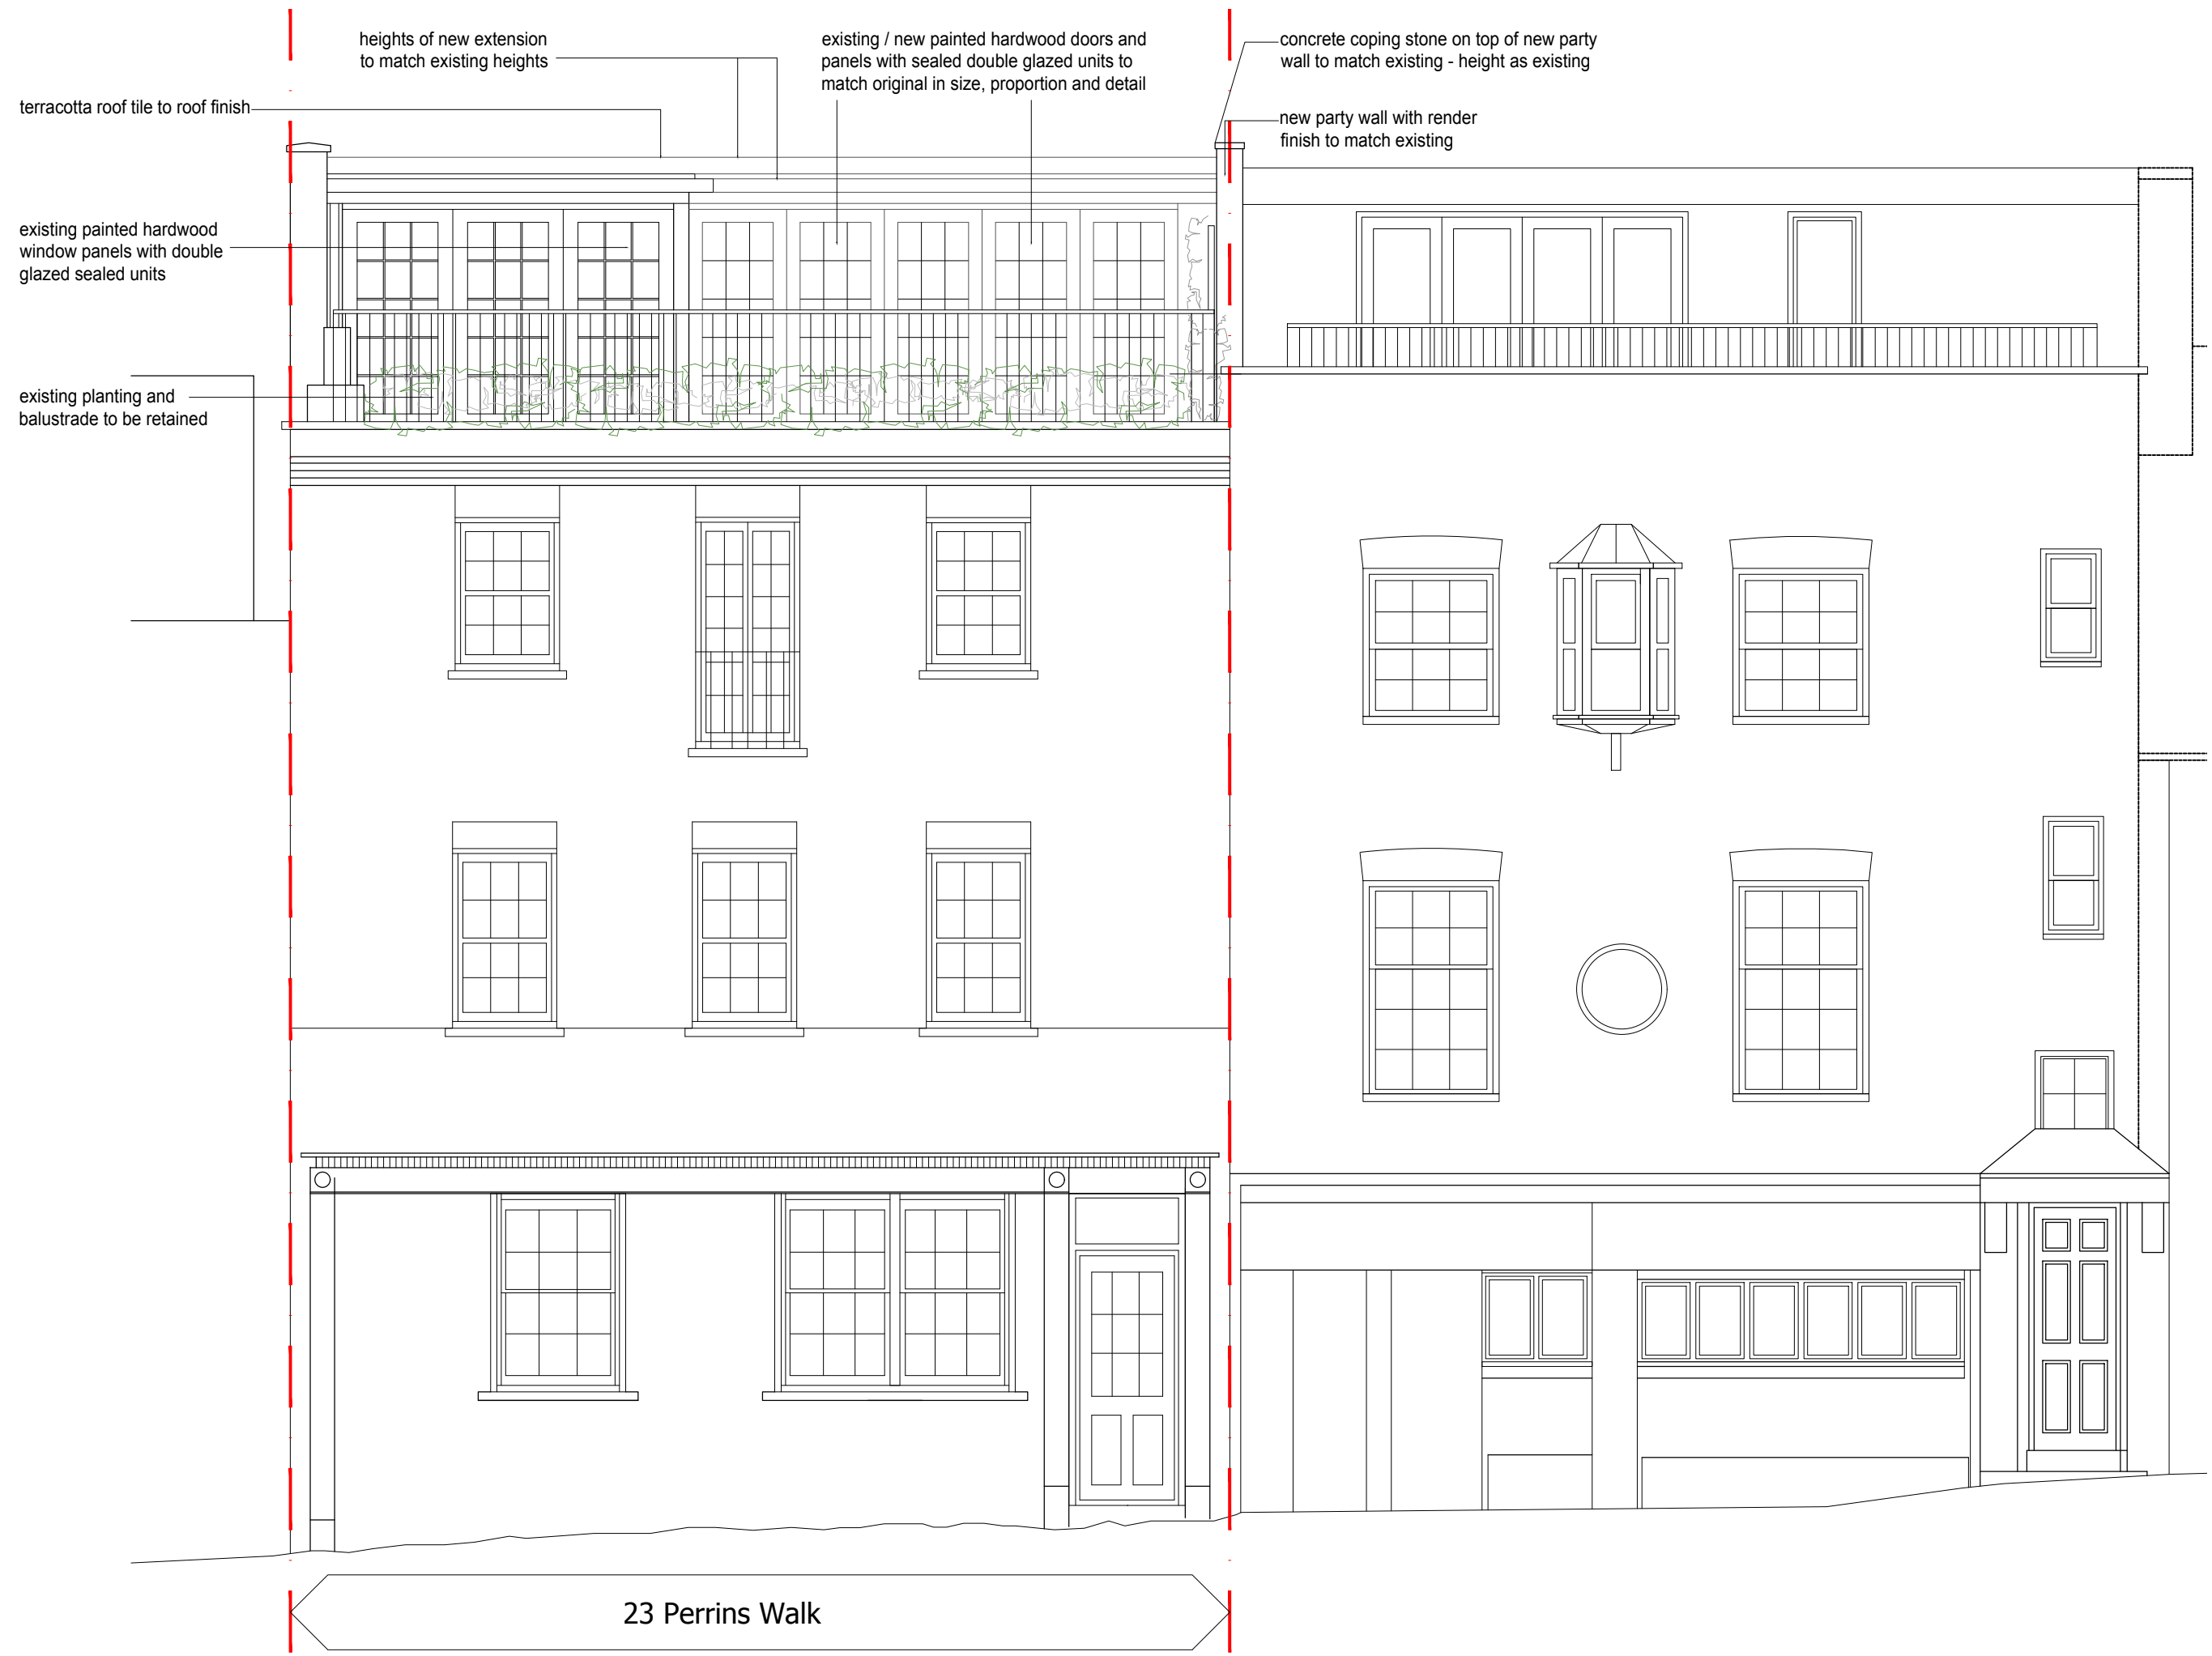 heights of new extension
to match existing heights
existing / new painted hardwood doors and
panels with sealed double glazed units to
match original in size, proportion and detail
concrete coping stone on top of new party
wall to match existing - height as existing
terracotta roof tile to roof finish
new party wall with render
finish to match existing
existing painted hardwood
window panels with double
glazed sealed units
existing planting and
balustrade to be retained
23 Perrins Walk